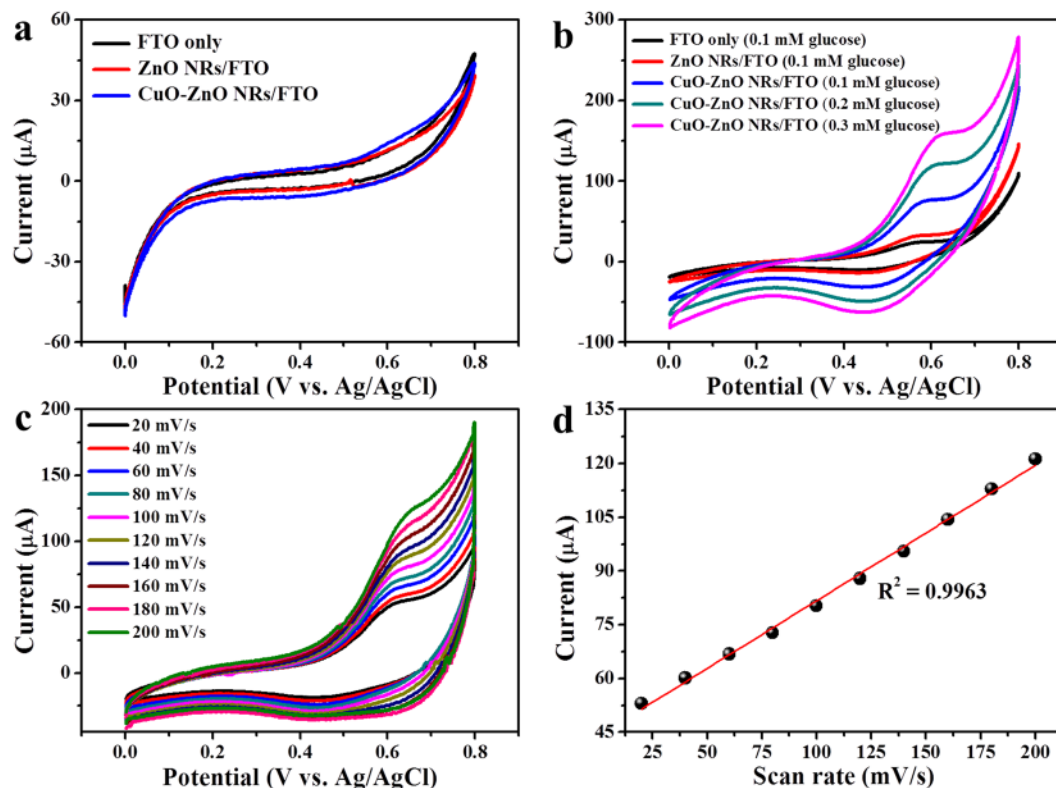 a
FTO only
ZnO NRs/FTO
CuO-ZnO NRs/FTO
60
30
0
-30
-60
Current (μA)
0.0 0.2 0.4 0.6 0.8
Potential (V vs. Ag/AgCl)
b
FTO only (0.1 mM glucose)
ZnO NRs/FTO (0.1 mM glucose)
CuO-ZnO NRs/FTO (0.1 mM glucose)
CuO-ZnO NRs/FTO (0.2 mM glucose)
CuO-ZnO NRs/FTO (0.3 mM glucose)
300
200
100
0
-100
Current (μA)
0.0 0.2 0.4 0.6 0.8
Potential (V vs. Ag/AgCl)
c
20 mV/s
40 mV/s
60 mV/s
80 mV/s
100 mV/s
120 mV/s
140 mV/s
160 mV/s
180 mV/s
200 mV/s
200
150
100
50
0
Current (μA)
0.0 0.2 0.4 0.6 0.8
Potential (V vs. Ag/AgCl)
d
135
120
105
90
75
60
45
Current (μA)
R² = 0.9963
25 50 75 100 125 150 175 200
Scan rate (mV/s)